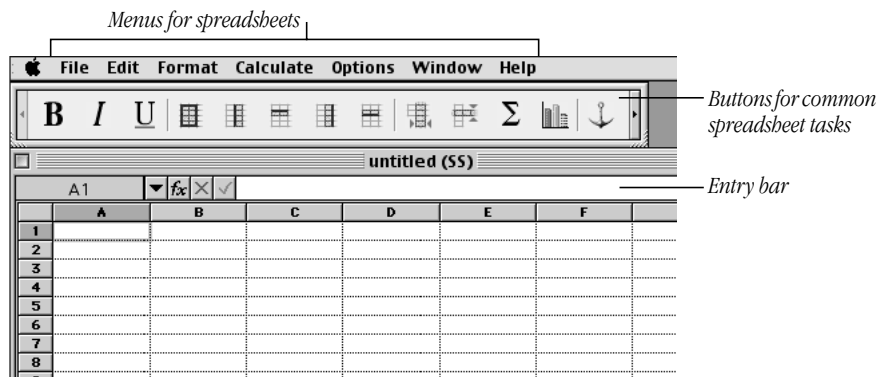 Menus for spreadsheets
File Edit Format Calculate Options Window Help
B I U Σ
Buttons for common
spreadsheet tasks
untitled (SS)
A1 fx
Entry bar
A B C D E F
1
2
3
4
5
6
7
8